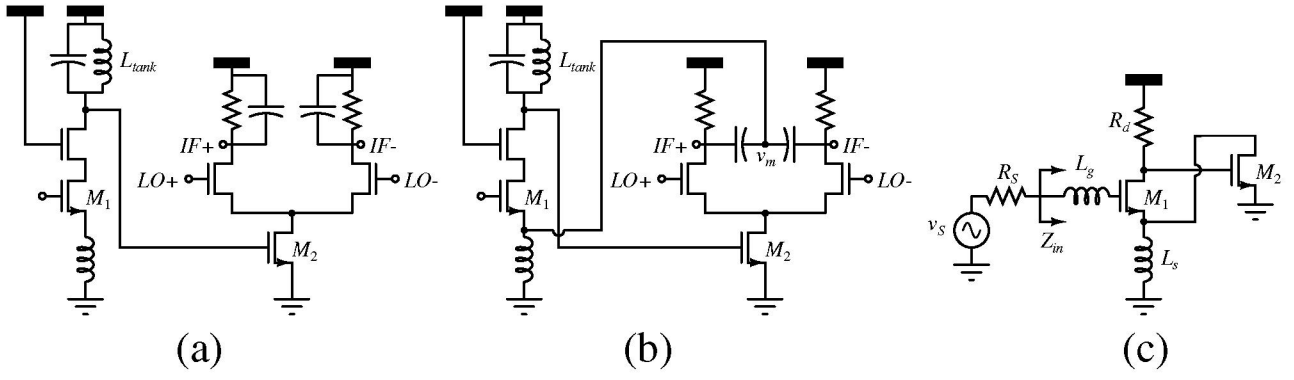 L_tank
IF+
IF-
LO+
LO-
M_1
M_2
(a)
L_tank
IF+
v_m
IF-
LO+
LO-
M_1
M_2
(b)
R_d
R_S
L_g
M_1
M_2
v_S
Z_in
L_s
(c)